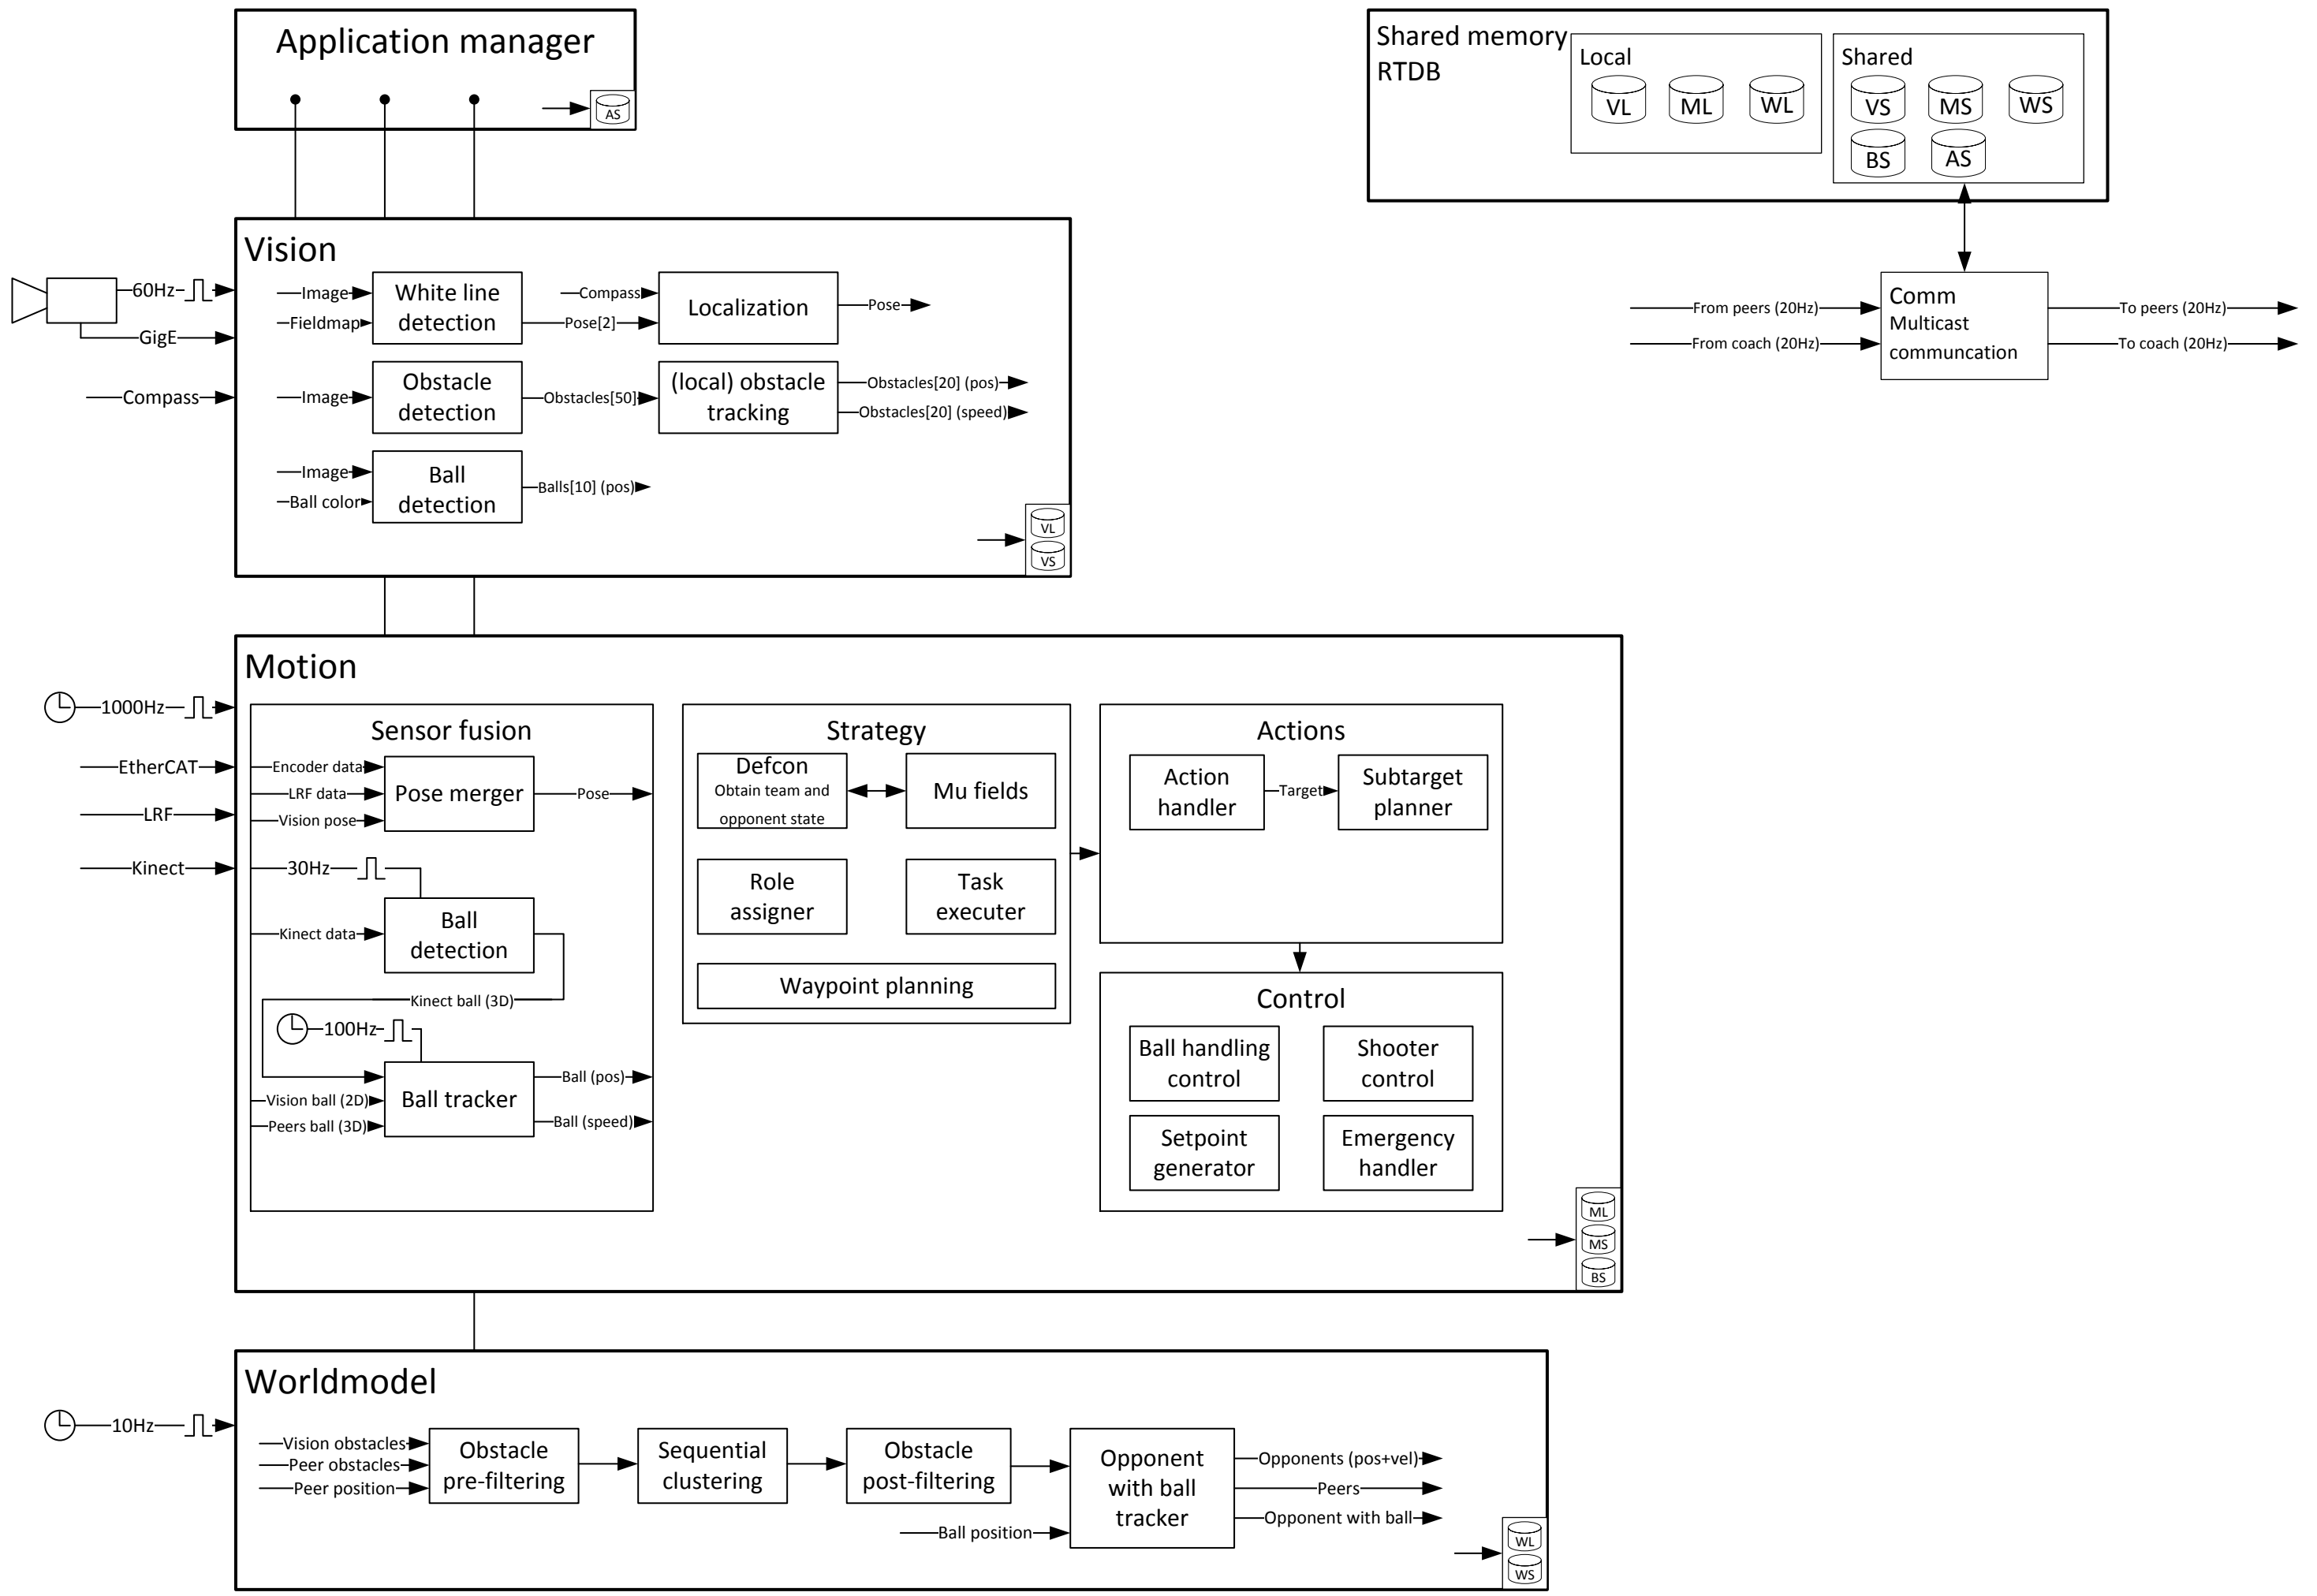 Application manager
AS
Shared memory
RTDB
Local
VL
ML
WL
Shared
VS
MS
WS
BS
AS
Comm
Multicast
communcation
From peers (20Hz)
From coach (20Hz)
To peers (20Hz)
To coach (20Hz)
Vision
60Hz
GigE
Compass
Image
Fieldmap
White line
detection
Compass
Pose[2]
Localization
Pose
Image
Obstacle
detection
Obstacles[50]
(local) obstacle
tracking
Obstacles[20] (pos)
Obstacles[20] (speed)
Image
Ball color
Ball
detection
Balls[10] (pos)
VL
VS
Motion
1000Hz
EtherCAT
LRF
Kinect
Sensor fusion
Encoder data
LRF data
Vision pose
Pose merger
Pose
30Hz
Kinect data
Ball
detection
Kinect ball (3D)
100Hz
Vision ball (2D)
Peers ball (3D)
Ball tracker
Ball (pos)
Ball (speed)
Strategy
Defcon
Obtain team and
opponent state
Mu fields
Role
assigner
Task
executer
Waypoint planning
Actions
Action
handler
Target
Subtarget
planner
Control
Ball handling
control
Shooter
control
Setpoint
generator
Emergency
handler
ML
MS
BS
Worldmodel
10Hz
Vision obstacles
Peer obstacles
Peer position
Obstacle
pre-filtering
Sequential
clustering
Obstacle
post-filtering
Ball position
Opponent
with ball
tracker
Opponents (pos+vel)
Peers
Opponent with ball
WL
WS